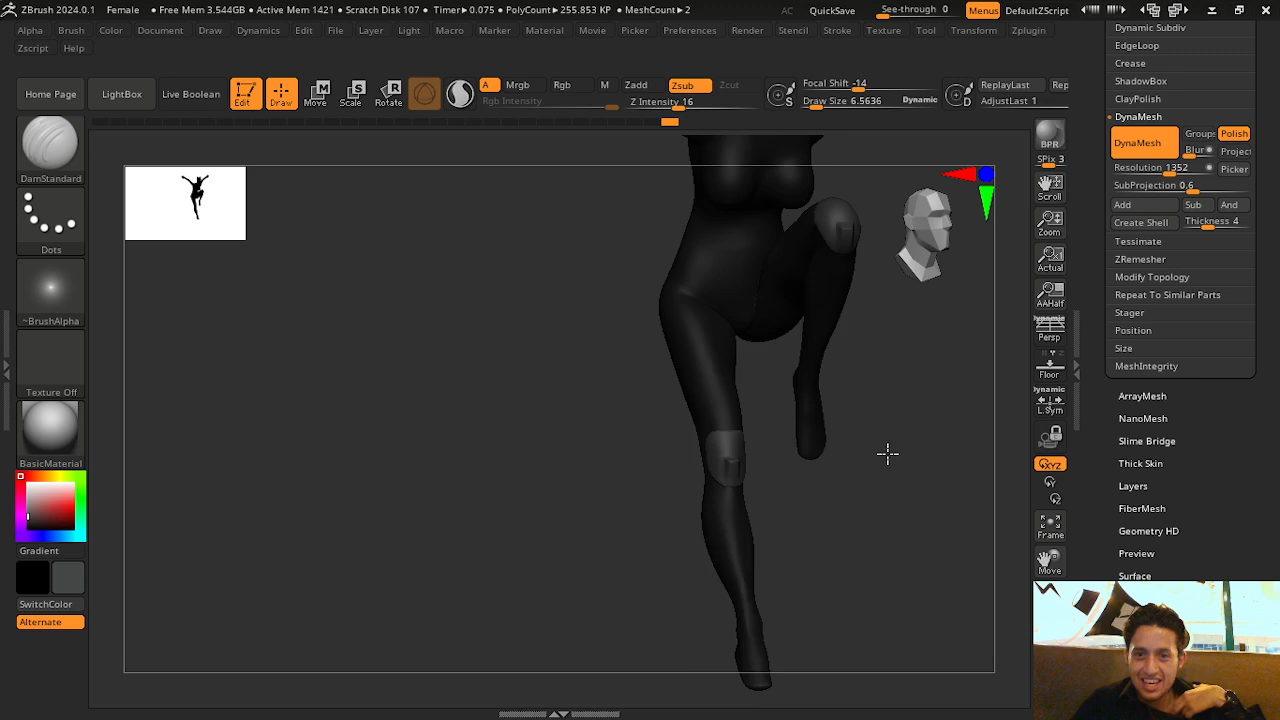 ZBrush 2024.0.1 Female • Free Mem 3.544GB • Active Mem 1421 • Scratch Disk 107 • Timer▸0.075 • PolyCount▸255.853 KP • MeshCount▸2 AC QuickSave See-through 0 Menus DefaultZScript
Alpha Brush Color Document Draw Dynamics Edit File Layer Light Macro Marker Material Movie Picker Preferences Render Stencil Stroke Texture Tool Transform Zplugin
Zscript Help
Home Page LightBox Live Boolean Edit Draw Move Scale Rotate
A Mrgb Rgb M Zadd Zsub Zcut
Rgb Intensity Z Intensity 16
S Focal Shift -14
Draw Size 6.5636 Dynamic
D ReplayLast Rep
AdjustLast 1
DamStandard
Dots
~BrushAlpha
Texture Off
BasicMaterial
Gradient
SwitchColor
Alternate
BPR
SPix 3
Scroll
Zoom
Actual
AAHalf
Dynamic
Persp
Floor
Dynamic
L.Sym
XYZ
Y
Z
Frame
Move
Dynamic Subdiv
EdgeLoop
Crease
ShadowBox
ClayPolish
DynaMesh
DynaMesh Groups Polish
Blur Project
Resolution 1352 Picker
SubProjection 0.6
Add Sub And
Create Shell Thickness 4
Tessimate
ZRemesher
Modify Topology
Repeat To Similar Parts
Stager
Position
Size
MeshIntegrity
ArrayMesh
NanoMesh
Slime Bridge
Thick Skin
Layers
FiberMesh
Geometry HD
Preview
Surface